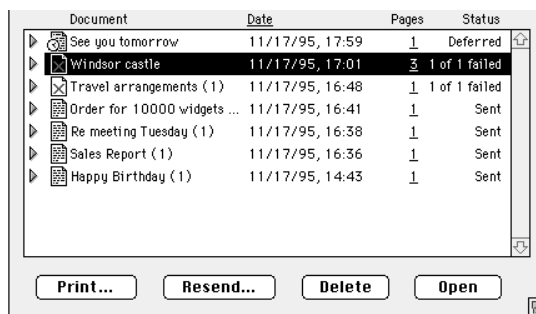 Document Date Pages Status
See you tomorrow 11/17/95, 17:59 1 Deferred
Windsor castle 11/17/95, 17:01 3 1 of 1 failed
Travel arrangements (1) 11/17/95, 16:48 1 1 of 1 failed
Order for 10000 widgets ... 11/17/95, 16:41 1 Sent
Re meeting Tuesday (1) 11/17/95, 16:38 1 Sent
Sales Report (1) 11/17/95, 16:36 1 Sent
Happy Birthday (1) 11/17/95, 14:43 1 Sent
Print... Resend... Delete Open